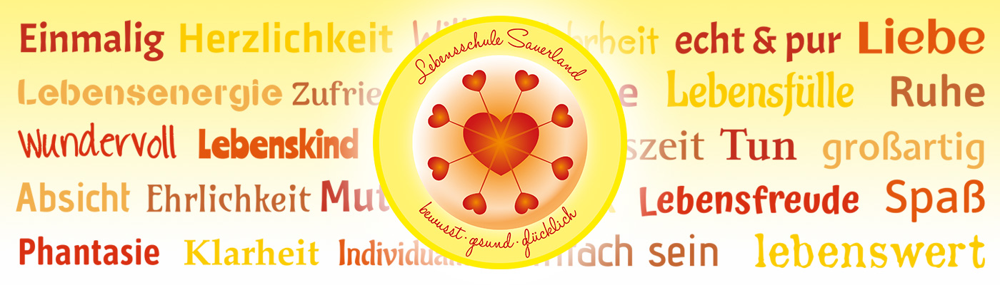 Einmalig Herzlichkeit echt & pur Liebe
Lebensenergie Lebensfülle Ruhe
Wundervoll Lebenskind Tun großartig
Absicht Ehrlichkeit Mut Lebensfreude Spaß
Phantasie Klarheit sein lebenswert
Lebensschule Sauerland
bewusst · gesund · glücklich